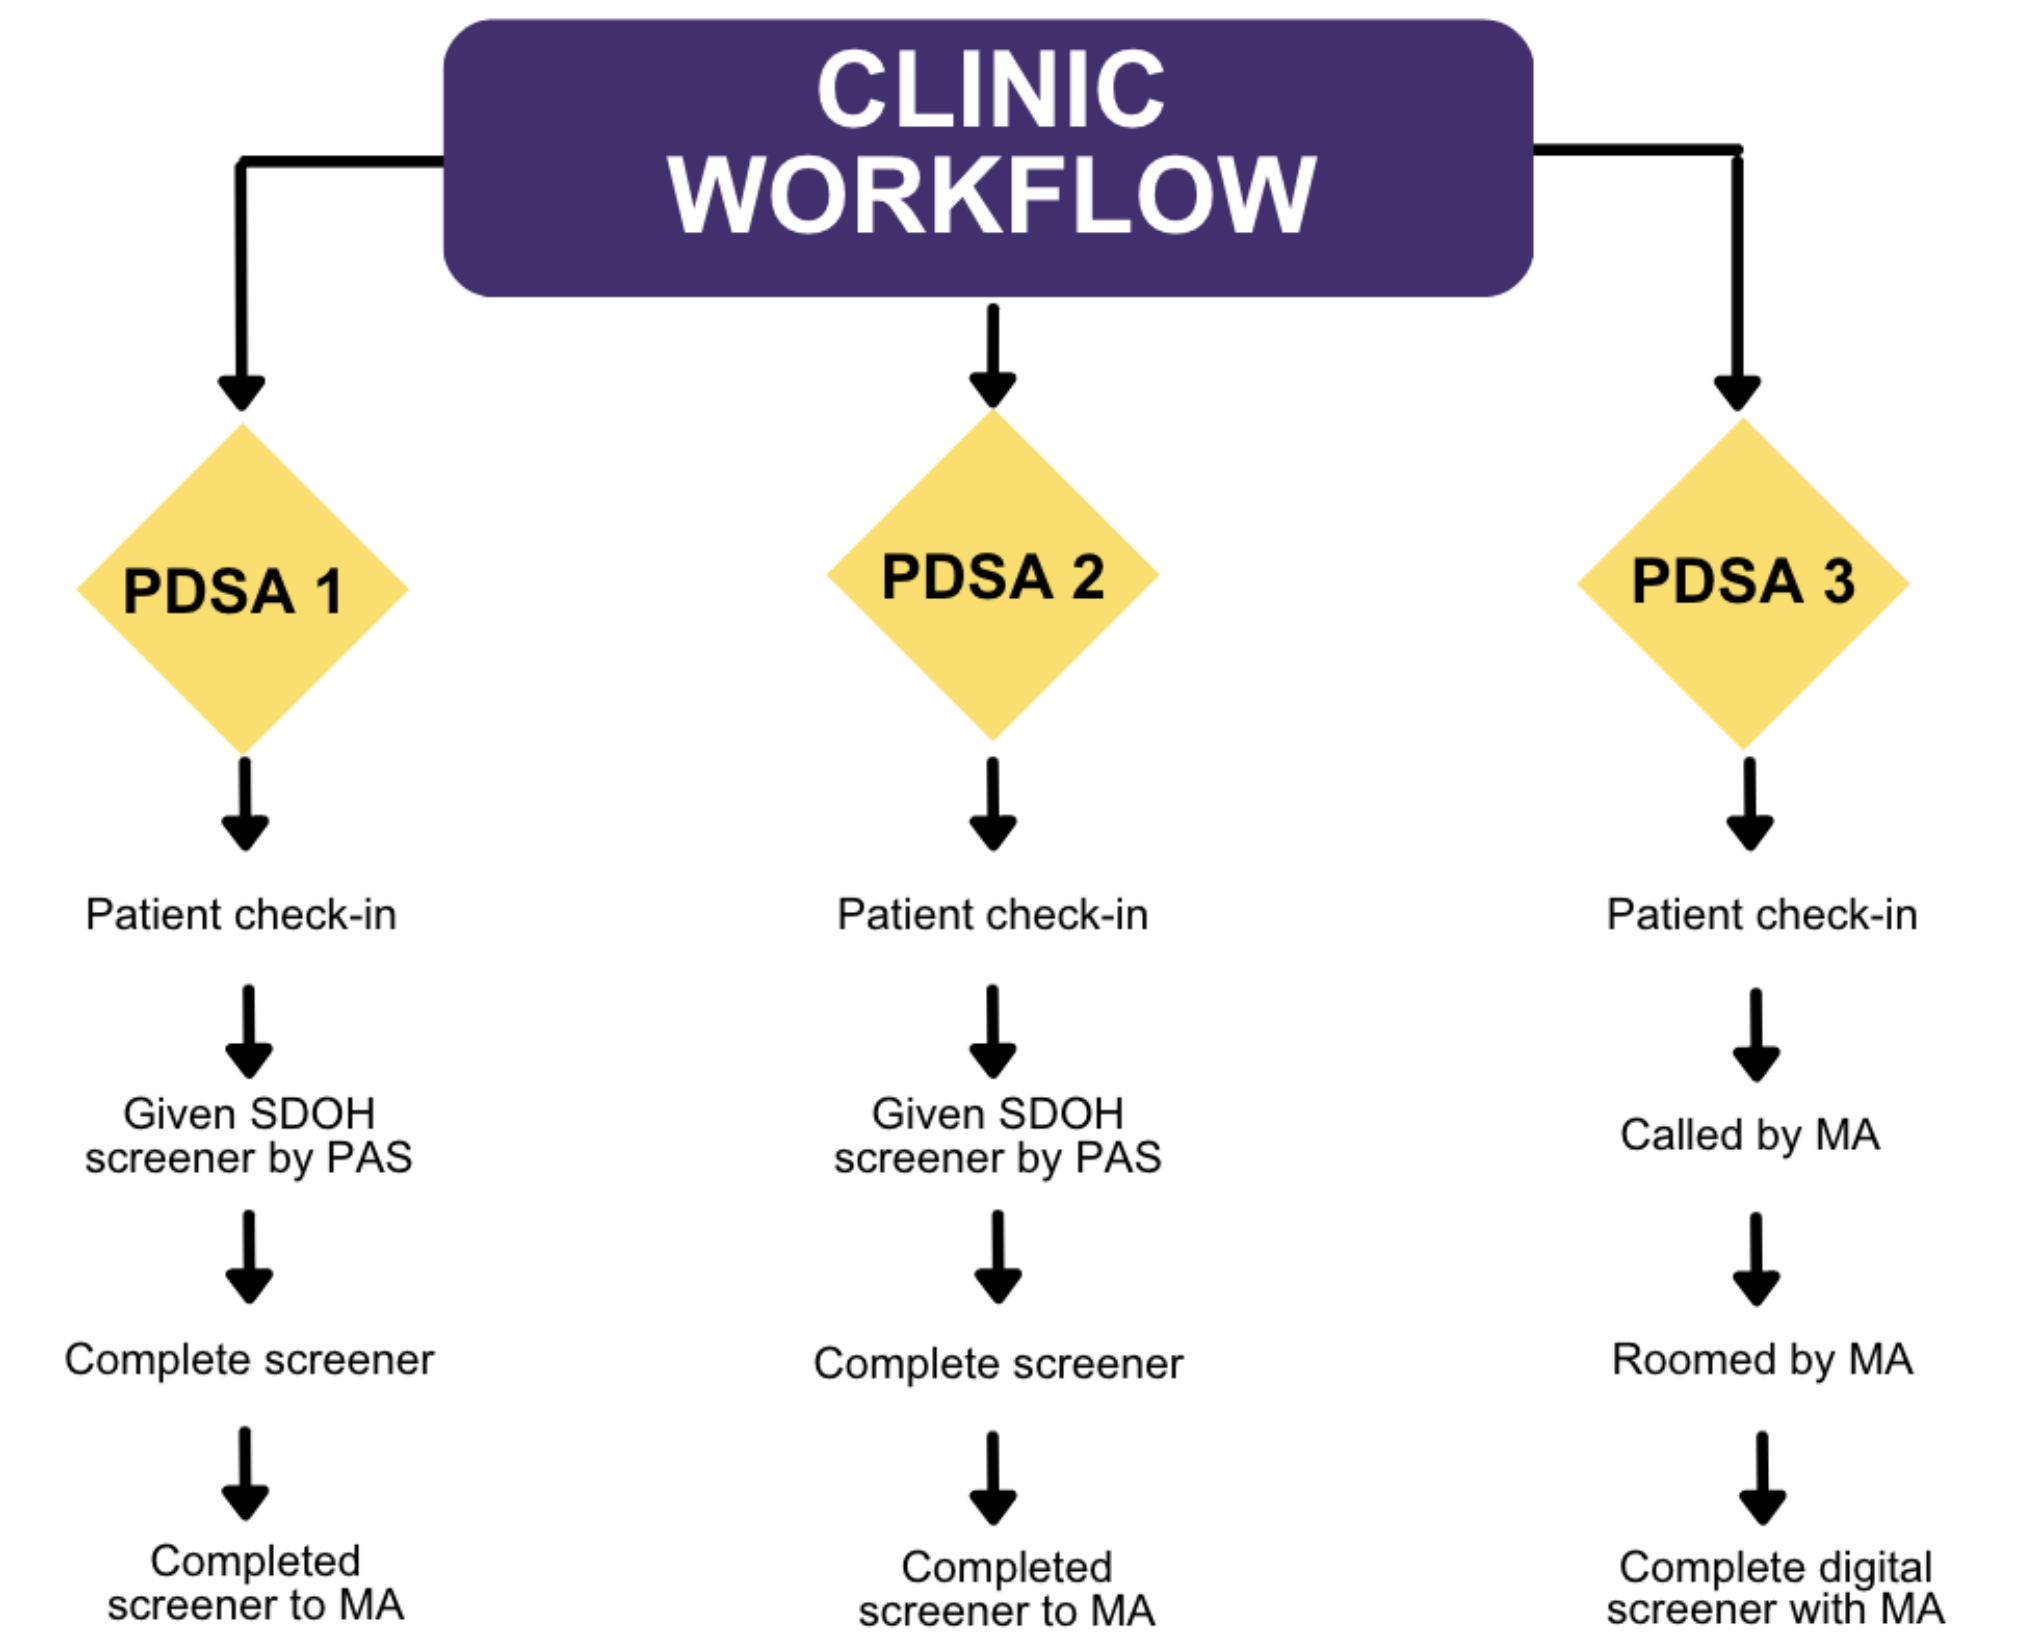 CLINIC
WORKFLOW
PDSA 1
Patient check-in
Given SDOH
screener by PAS
Complete screener
Completed
screener to MA
PDSA 2
Patient check-in
Given SDOH
screener by PAS
Complete screener
Completed
screener to MA
PDSA 3
Patient check-in
Called by MA
Roomed by MA
Complete digital
screener with MA